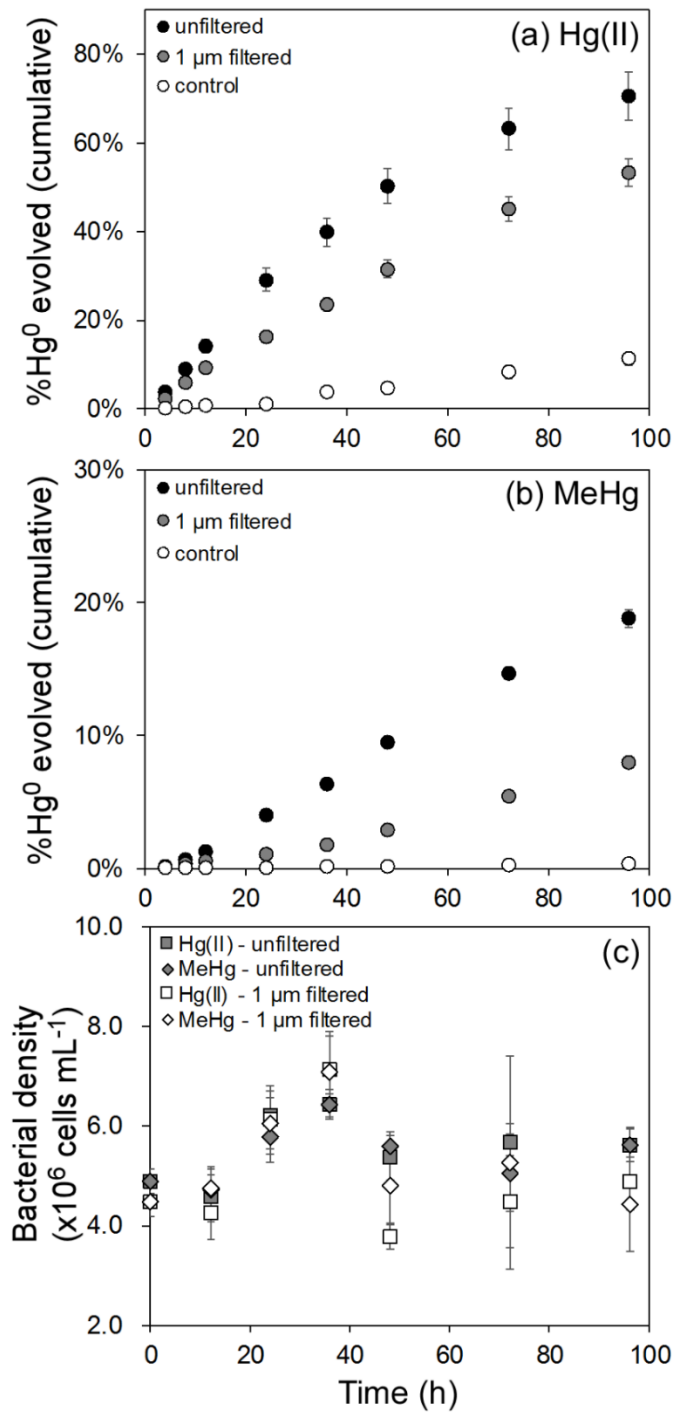 (a) Hg(II)
unfiltered
1 µm filtered
control
%Hg⁰ evolved (cumulative)
80%
60%
40%
20%
0%
0 20 40 60 80 100
(b) MeHg
unfiltered
1 µm filtered
control
%Hg⁰ evolved (cumulative)
30%
20%
10%
0%
0 20 40 60 80 100
(c)
Hg(II) - unfiltered
MeHg - unfiltered
Hg(II) - 1 µm filtered
MeHg - 1 µm filtered
Bacterial density
(x10⁶ cells mL⁻¹)
10.0
8.0
6.0
4.0
2.0
0 20 40 60 80 100
Time (h)